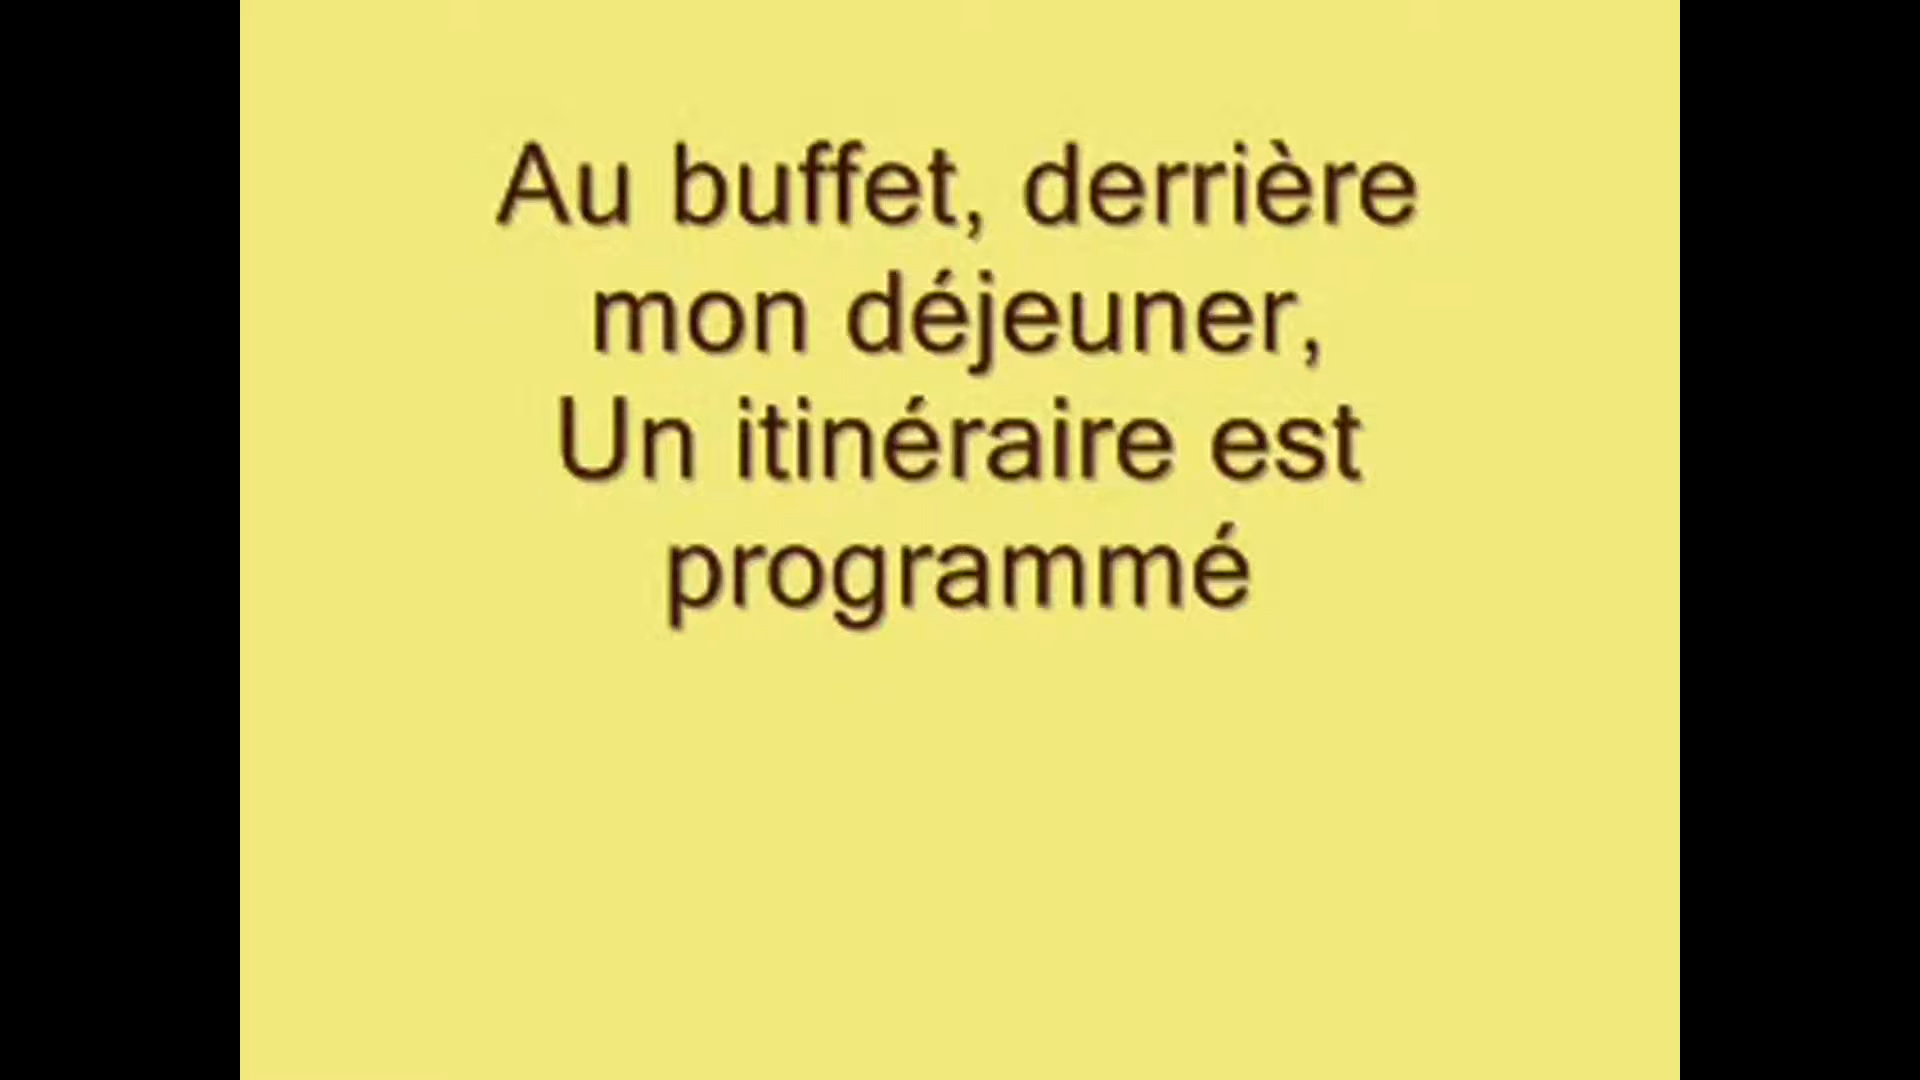 Au buffet, derrière
mon déjeuner,
Un itinéraire est
programmé